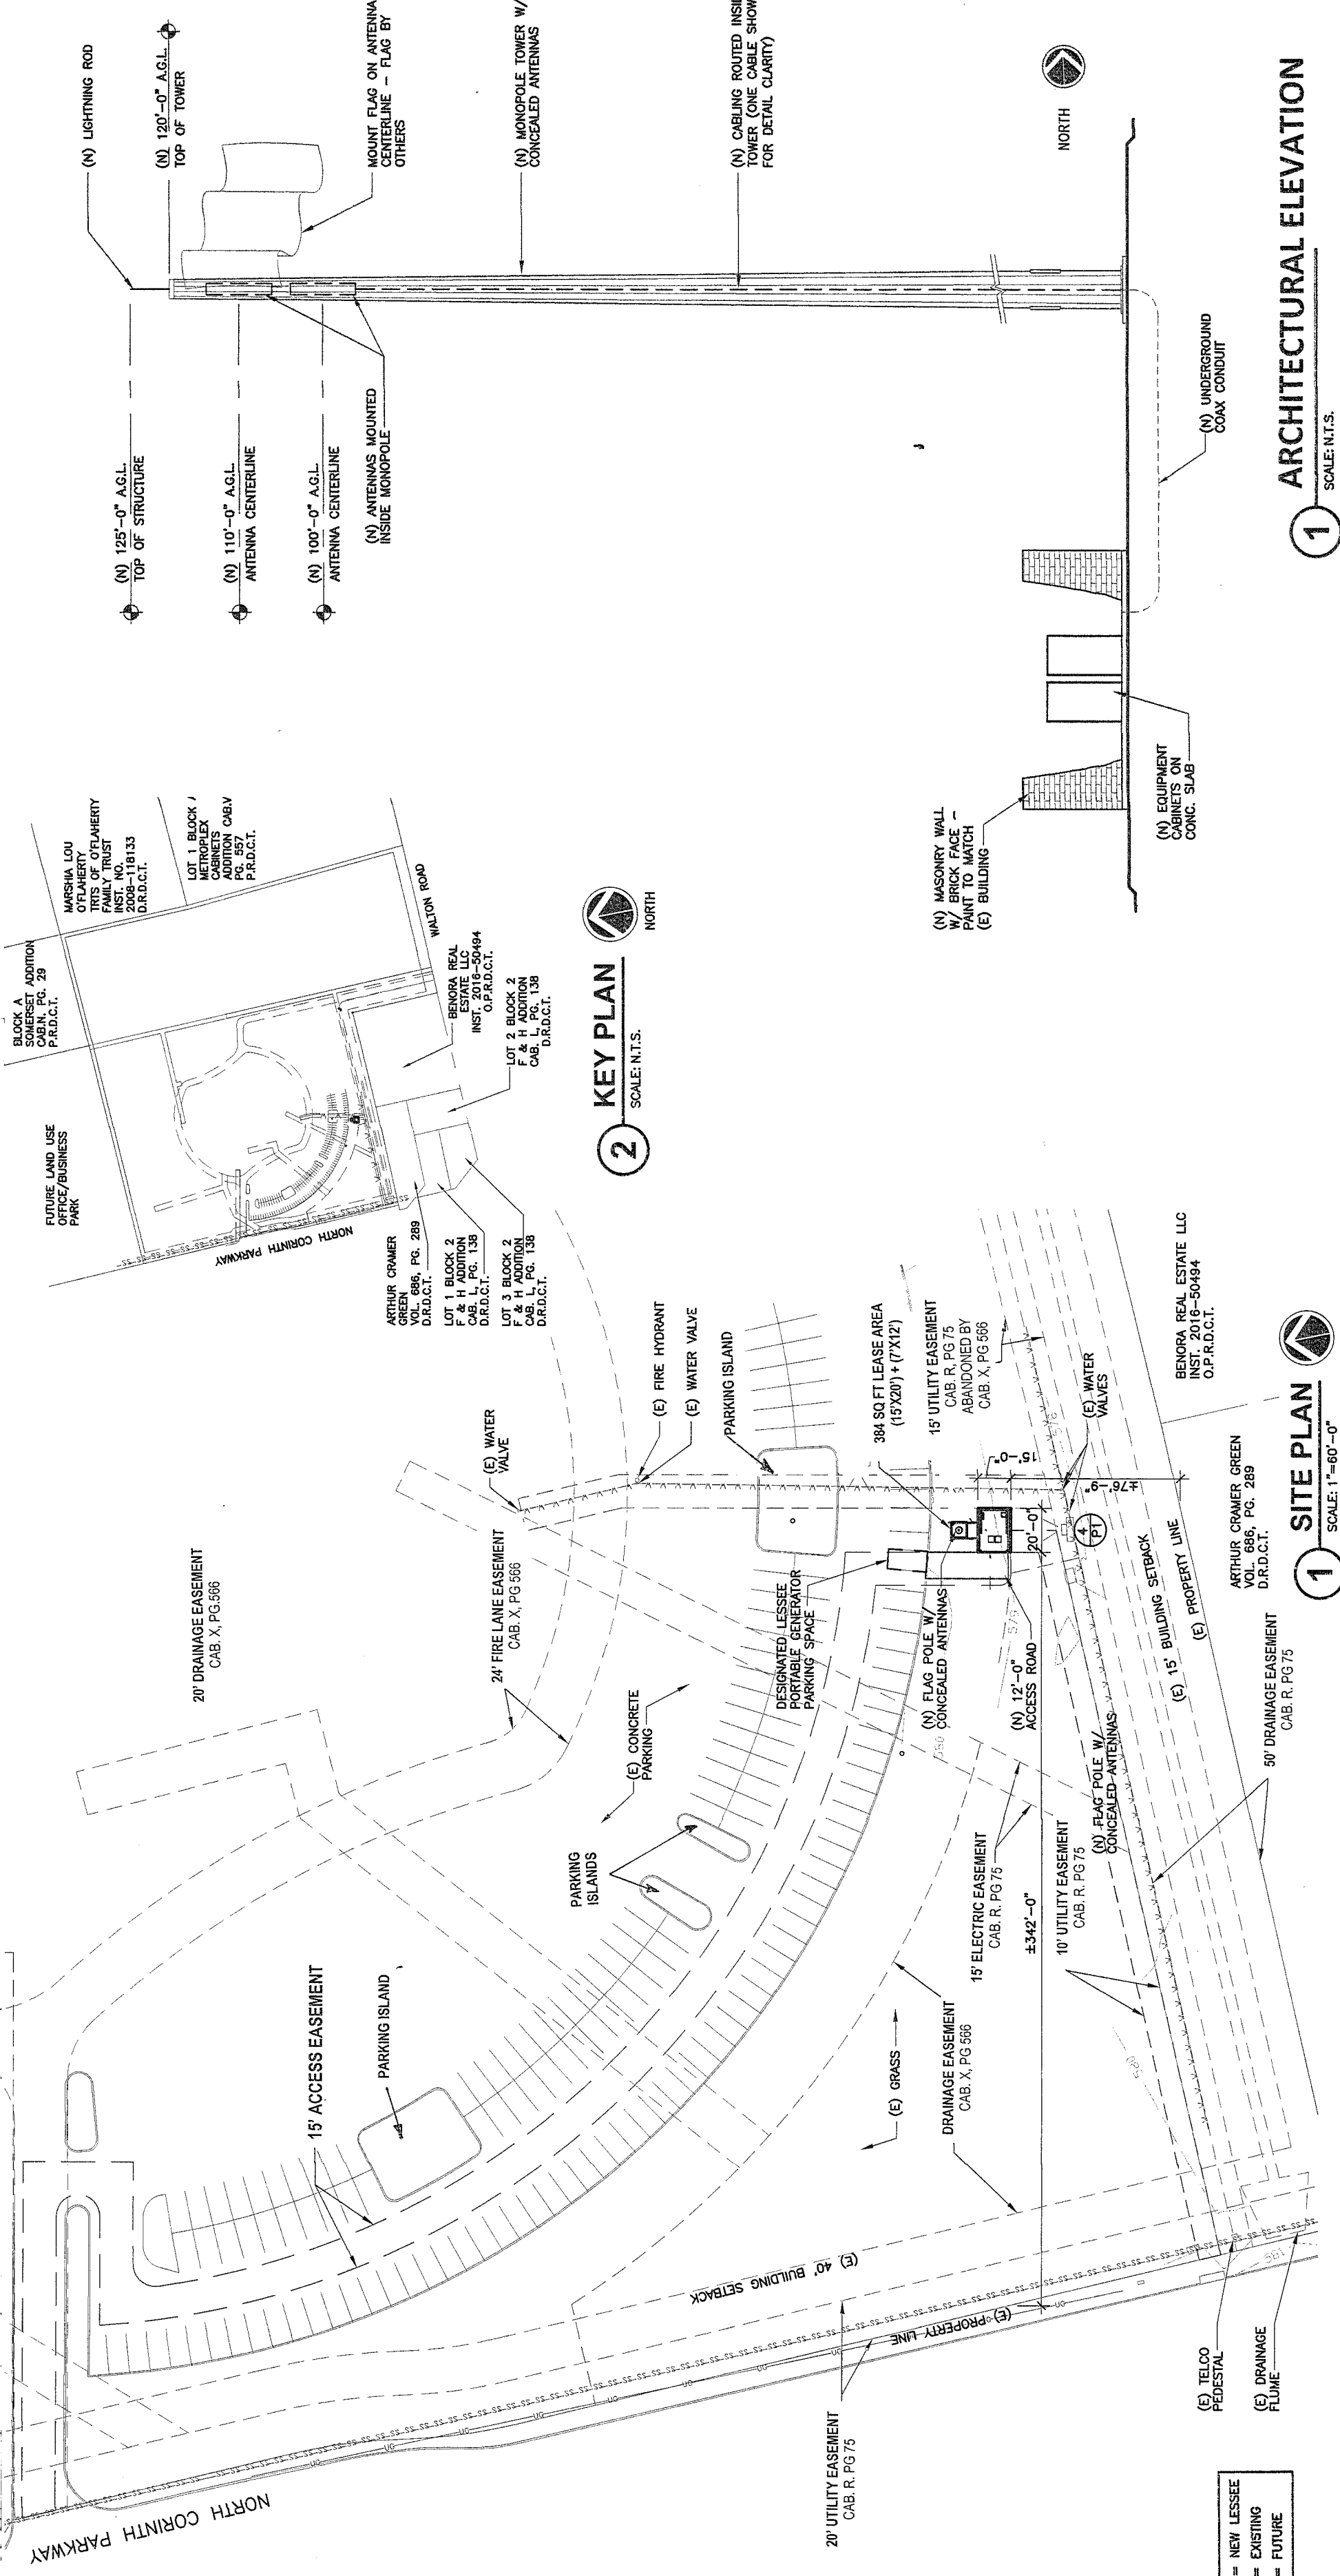 (N) LIGHTNING ROD
(N) 120'-0" A.G.L.
TOP OF TOWER
MOUNT FLAG ON ANTENNA
CENTERLINE - FLAG BY
OTHERS
(N) MONOPOLE TOWER W/
CONCEALED ANTENNAS
(N) CABLING ROUTED INSI
TOWER (ONE CABLE SHOW
FOR DETAIL CLARITY)
(N) 125'-0" A.G.L.
TOP OF STRUCTURE
(N) 110'-0" A.G.L.
ANTENNA CENTERLINE
(N) 100'-0" A.G.L.
ANTENNA CENTERLINE
(N) ANTENNAS MOUNTED
INSIDE MONOPOLE
NORTH
(N) UNDERGROUND
COAX CONDUIT
(N) MASONRY WALL
W/ BRICK FACE -
PAINT TO MATCH
(E) BUILDING
(N) EQUIPMENT
CABINETS ON
CONC. SLAB
1
ARCHITECTURAL ELEVATION
SCALE: N.T.S.
BLOCK A
SOMERSET ADDITION
CAB.N, PG. 29
P.R.D.C.T.
MARSHIA LOU
O'FLAHERTY
TRTS OF O'FLAHERTY
FAMILY TRUST
INST. NO.
2008-118133
D.R.D.C.T.
LOT 1 BLOCK
METROPLEX
CABINETS
ADDITION CAB.V
PG. 557
P.R.D.C.T.
FUTURE LAND USE
OFFICE/BUSINESS
PARK
NORTH CORINTH PARKWAY
WALTON ROAD
BENORA REAL
ESTATE LLC
INST. 2016-50494
O.P.R.D.C.T.
LOT 2 BLOCK 2
F & H ADDITION
CAB. L, PG. 138
D.R.D.C.T.
ARTHUR CRAMER
GREEN
VOL. 686, PG. 289
D.R.D.C.T.
LOT 1 BLOCK 2
F & H ADDITION
CAB. L, PG. 138
D.R.D.C.T.
LOT 3 BLOCK 2
F & H ADDITION
CAB. L, PG. 138
D.R.D.C.T.
2
KEY PLAN
SCALE: N.T.S.
NORTH
20' DRAINAGE EASEMENT
CAB. X, PG.566
24' FIRE LANE EASEMENT
CAB. X, PG 566
(E) WATER
VALVE
(E) FIRE HYDRANT
(E) WATER VALVE
PARKING ISLAND
(E) CONCRETE
PARKING
PARKING
ISLANDS
15' ACCESS EASEMENT
PARKING ISLAND
DESIGNATED LESSEE
PORTABLE GENERATOR
PARKING SPACE
384 SQ FT LEASE AREA
(15'X20') + (7'X12')
15' UTILITY EASEMENT
CAB. R, PG 75
ABANDONED BY
CAB. X, PG 566
(N) FLAG POLE W/
CONCEALED ANTENNAS
580
579
578
(N) 12'-0"
ACCESS ROAD
20'-0"
15'-0"
±76'-9"
4
P1
(E) WATER
VALVES
(E) GRASS
DRAINAGE EASEMENT
CAB. X, PG 566
15' ELECTRIC EASEMENT
CAB. R. PG 75
±342'-0"
10' UTILITY EASEMENT
CAB. R. PG 75
(N) FLAG POLE W/
CONCEALED ANTENNAS
(E) 15' BUILDING SETBACK
(E) PROPERTY LINE
BENORA REAL ESTATE LLC
INST. 2016-50494
O.P.R.D.C.T.
ARTHUR CRAMER GREEN
VOL. 686, PG. 289
D.R.D.C.T.
50' DRAINAGE EASEMENT
CAB. R. PG 75
(E) 40' BUILDING SETBACK
(E) PROPERTY LINE
NORTH CORINTH PARKWAY
20' UTILITY EASEMENT
CAB. R. PG 75
581
(E) TELCO
PEDESTAL
(E) DRAINAGE
FLUME
1
SITE PLAN
SCALE: 1"=60'-0"
= NEW LESSEE
= EXISTING
= FUTURE